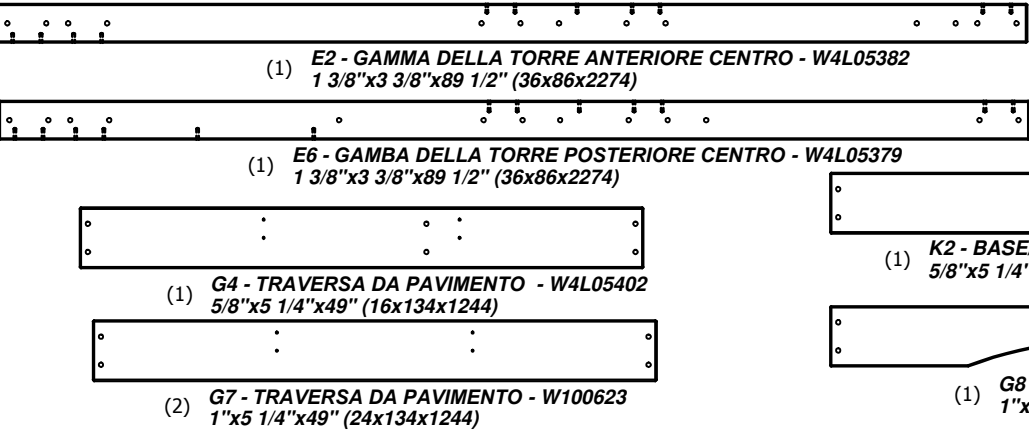 (1) E2 - GAMMA DELLA TORRE ANTERIORE CENTRO - W4L05382
1 3/8"x3 3/8"x89 1/2" (36x86x2274)
(1) E6 - GAMBA DELLA TORRE POSTERIORE CENTRO - W4L05379
1 3/8"x3 3/8"x89 1/2" (36x86x2274)
(1) G4 - TRAVERSA DA PAVIMENTO - W4L05402
5/8"x5 1/4"x49" (16x134x1244)
(1) K2 - BASE
5/8"x5 1/4"
(2) G7 - TRAVERSA DA PAVIMENTO - W100623
1"x5 1/4"x49" (24x134x1244)
(1) G8
1"x